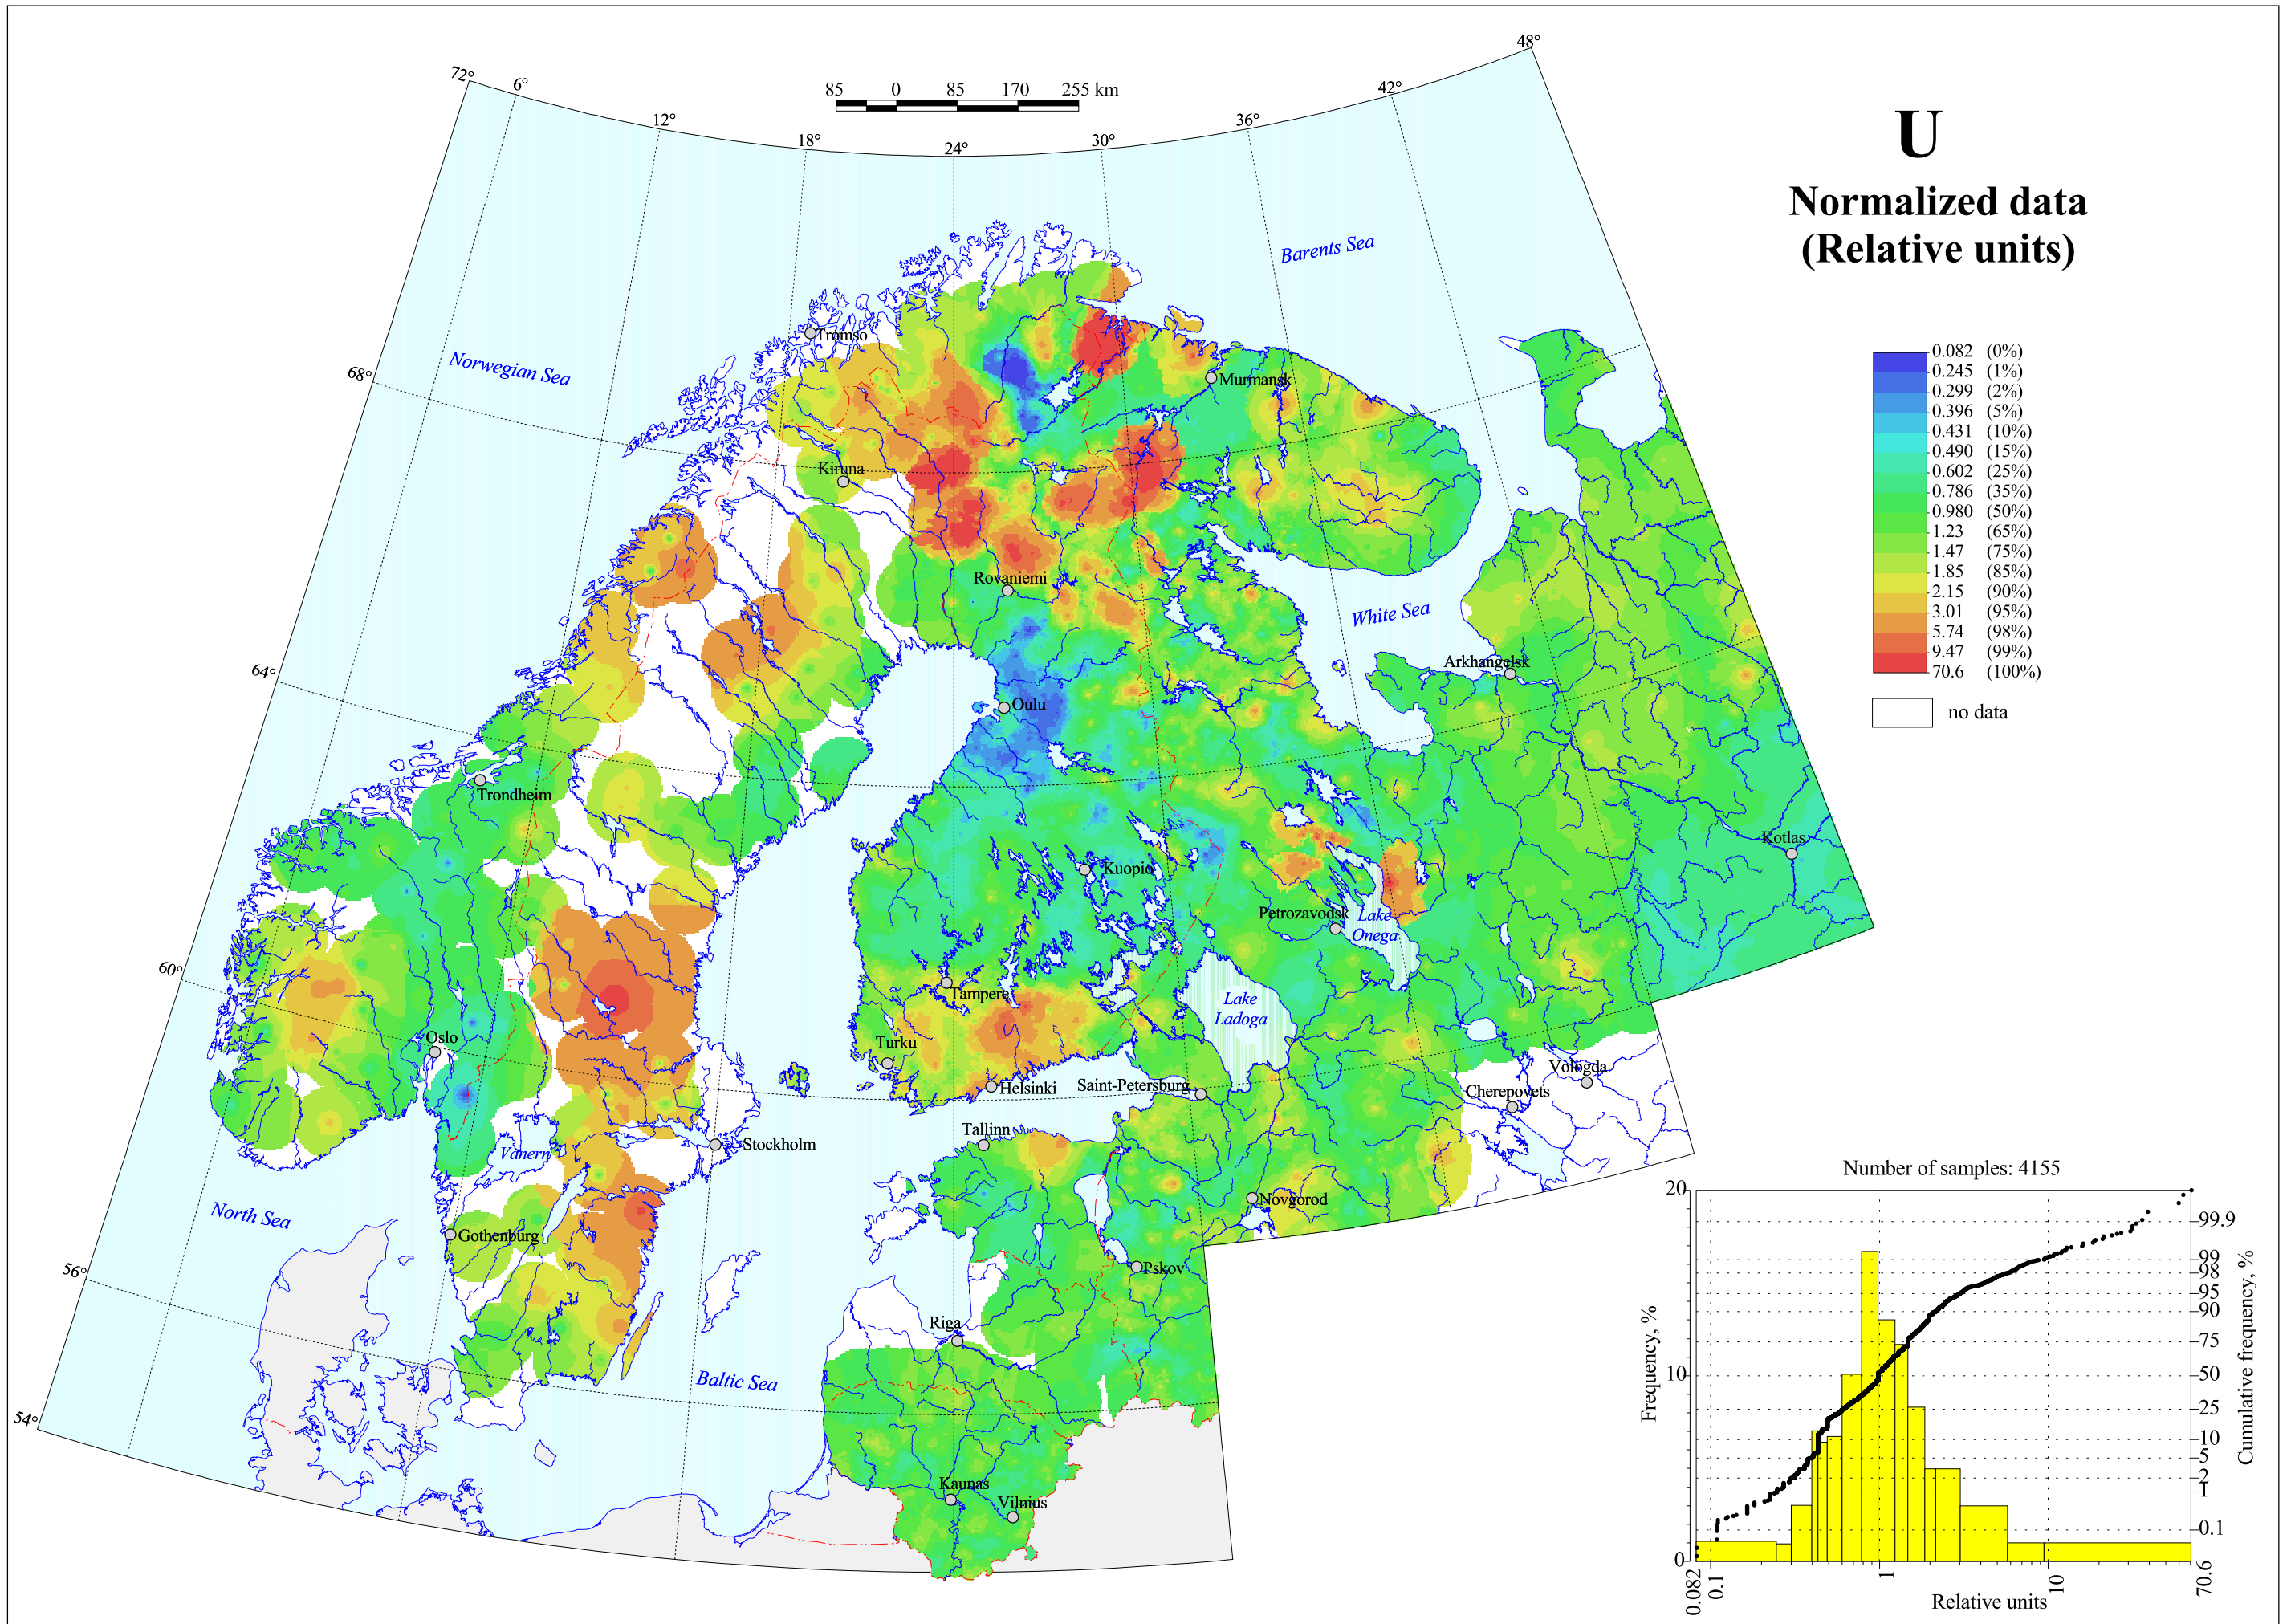 U
Normalized data
(Relative units)
85 0 85 170 255 km
72° 6° 12° 18° 24° 30° 36° 42° 48°
68°
64°
60°
56°
54°
Barents Sea
Norwegian Sea
Tromso
Murmansk
Kiruna
Rovaniemi
White Sea
Arkhangelsk
Oulu
Trondheim
Kotlas
Kuopio
Petrozavodsk
Lake
Onega
Tampere
Lake
Ladoga
Oslo
Turku
Helsinki
Saint-Petersburg
Vologda
Cherepovets
Stockholm
Vanern
Tallinn
Novgorod
North Sea
Gothenburg
Pskov
Riga
Baltic Sea
Kaunas
Vilnius
0.082 (0%)
0.245 (1%)
0.299 (2%)
0.396 (5%)
0.431 (10%)
0.490 (15%)
0.602 (25%)
0.786 (35%)
0.980 (50%)
1.23 (65%)
1.47 (75%)
1.85 (85%)
2.15 (90%)
3.01 (95%)
5.74 (98%)
9.47 (99%)
70.6 (100%)
no data
Number of samples: 4155
Frequency, %
20
10
0
Cumulative frequency, %
99.9
99
98
95
90
75
50
25
10
5
2
1
0.1
0.082 0.1 1 10 70.6
Relative units